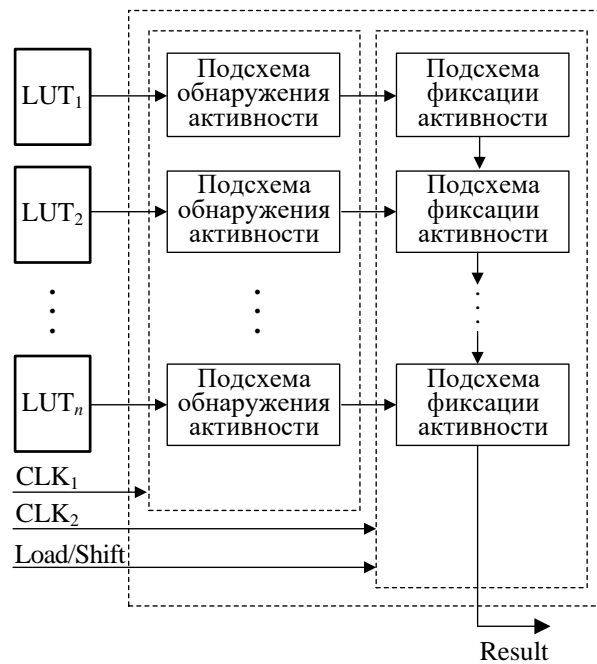 LUT₁
Подсхема
обнаружения
активности
Подсхема
фиксации
активности
LUT₂
Подсхема
обнаружения
активности
Подсхема
фиксации
активности
LUTₙ
Подсхема
обнаружения
активности
Подсхема
фиксации
активности
CLK₁
CLK₂
Load/Shift
Result